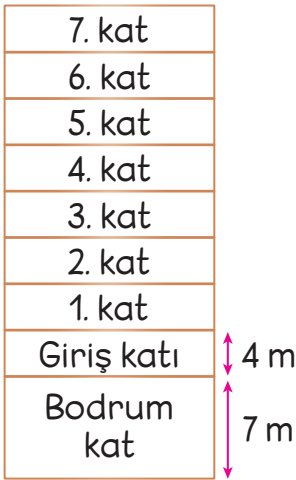 7. kat
6. kat
5. kat
4. kat
3. kat
2. kat
1. kat
Giriş katı 4 m
Bodrum
kat
7 m